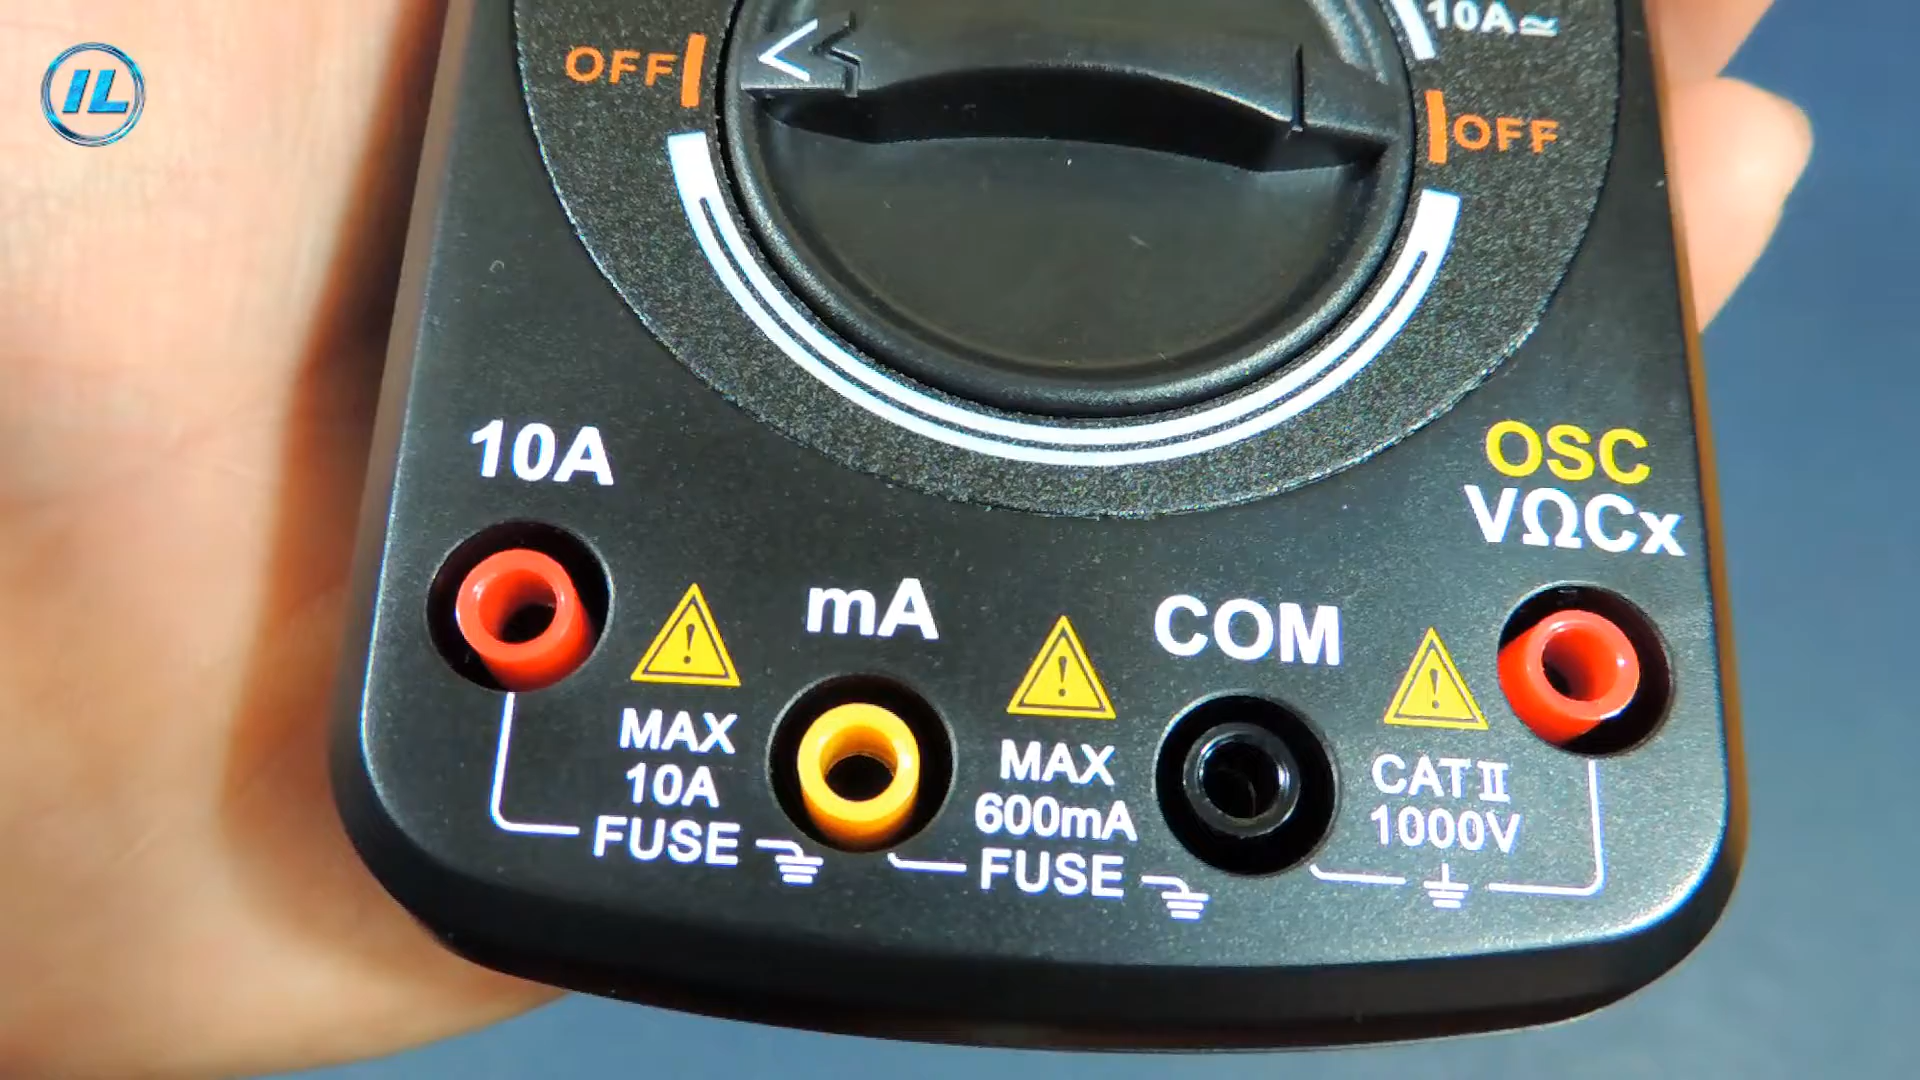 IL
10A≃
OFF
OFF
10A
OSC
VΩCx
mA
COM
MAX
10A
FUSE
MAX
600mA
FUSE
CAT II
1000V